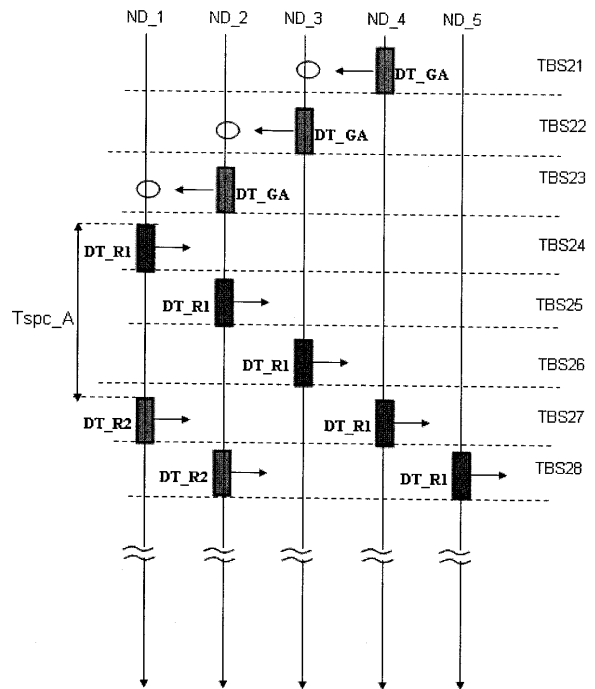 ND_1 ND_2 ND_3 ND_4 ND_5
DT_GA TBS21
DT_GA TBS22
DT_GA TBS23
DT_R1 TBS24
DT_R1 TBS25
Tspc_A
DT_R1 TBS26
DT_R2 DT_R1 TBS27
DT_R2 DT_R1 TBS28